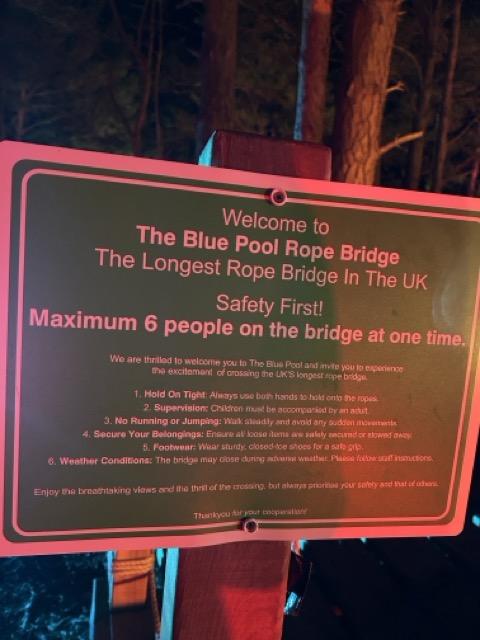 Welcome to
The Blue Pool Rope Bridge
The Longest Rope Bridge In The UK
Safety First!
Maximum 6 people on the bridge at one time.
We are thrilled to welcome you to The Blue Pool and invite you to experience
the excitement of crossing the UK'S longest rope bridge.
1. Hold On Tight: Always use both hands to hold onto the ropes.
2. Supervision: Children must be accompanied by an adult.
3. No Running or Jumping: Walk steadily and avoid any sudden movements.
4. Secure Your Belongings: Ensure all loose items are safely secured or stowed away.
5. Footwear: Wear sturdy, closed-toe shoes for a safe grip.
6. Weather Conditions: The bridge may close during adverse weather. Please follow staff instructions.
Enjoy the breathtaking views and the thrill of the crossing, but always prioritise your safety and that of others.
Thankyou for your cooperation!